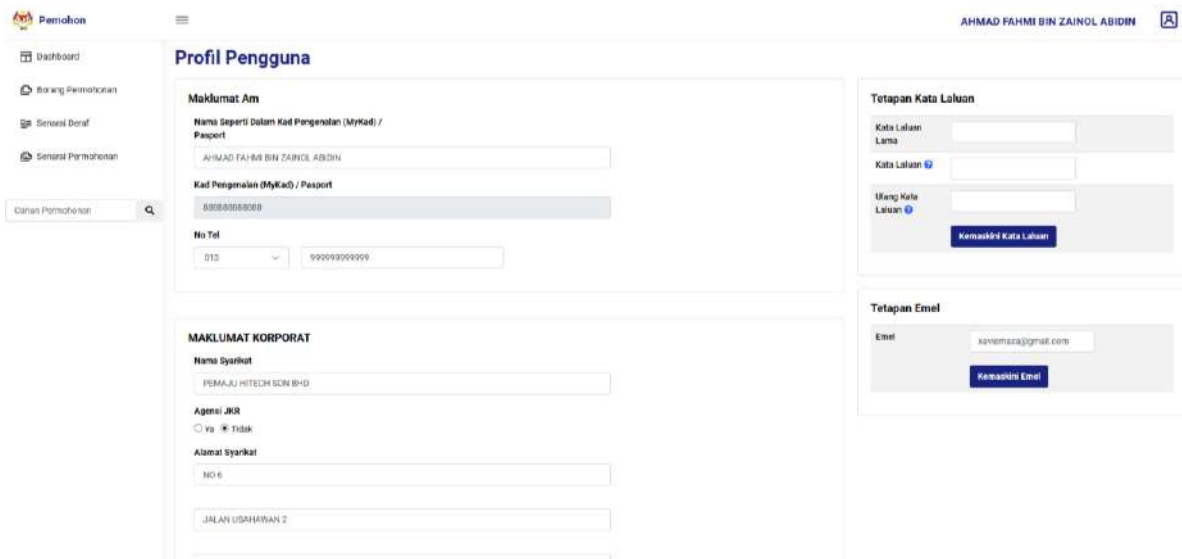 Pemohon
AHMAD FAHMI BIN ZAINOL ABIDIN
Dashboard
Borang Permohonan
Senarai Deraf
Senarai Permohonan
Carian Permohonan
Profil Pengguna
Maklumat Am
Nama Seperti Dalam Kad Pengenalan (MyKad) /
Pasport
AHMAD FAHMI BIN ZAINOL ABIDIN
Kad Pengenalan (MyKad) / Pasport
No Tel
013
999999999999
MAKLUMAT KORPORAT
Nama Syarikat
PEMAJU HITECH SDN BHD
Agensi JKR
Ya Tidak
Alamat Syarikat
NO 6
JALAN USAHAWAN 2
Tetapan Kata Laluan
Kata Laluan
Lama
Kata Laluan
Ulang Kata
Laluan
Kemaskini Kata Laluan
Tetapan Emel
Emel
Kemaskini Emel